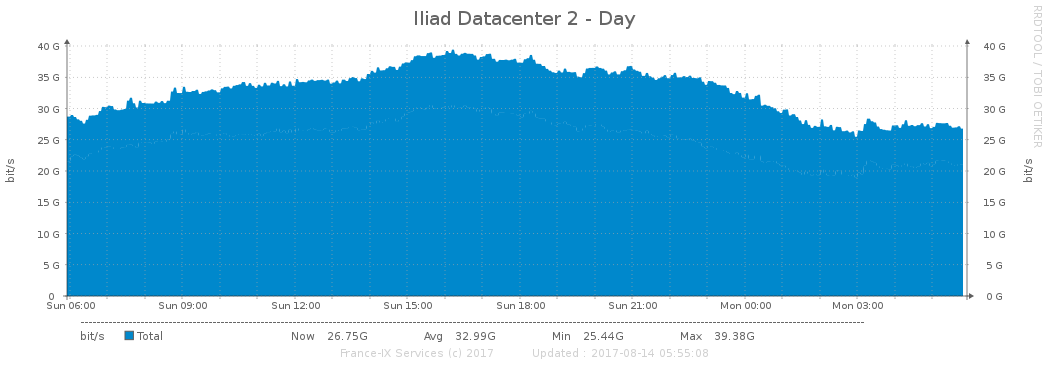 Iliad Datacenter 2 - Day
RRDTOOL / TOBI OETIKER
40 G 40 G
35 G 35 G
30 G 30 G
25 G 25 G
bit/s bit/s
20 G 20 G
15 G 15 G
10 G 10 G
5 G 5 G
0 0 G
Sun 06:00 Sun 09:00 Sun 12:00 Sun 15:00 Sun 18:00 Sun 21:00 Mon 00:00 Mon 03:00
bit/s Total Now 26.75G Avg 32.99G Min 25.44G Max 39.38G
France-IX Services (c) 2017 Updated : 2017-08-14 05:55:08